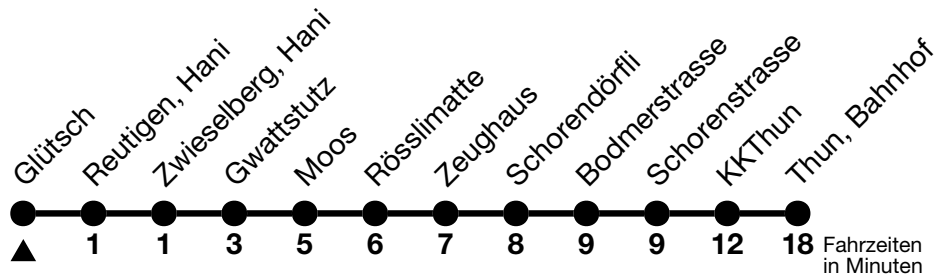 Glütsch
Reutigen, Hani
Zwieselberg, Hani
Gwattstutz
Moos
Rösslimatte
Zeughaus
Schorendörfli
Bodmerstrasse
Schorenstrasse
KKThun
Thun, Bahnhof
1 1 3 5 6 7 8 9 9 12 18 Fahrzeiten
in Minuten